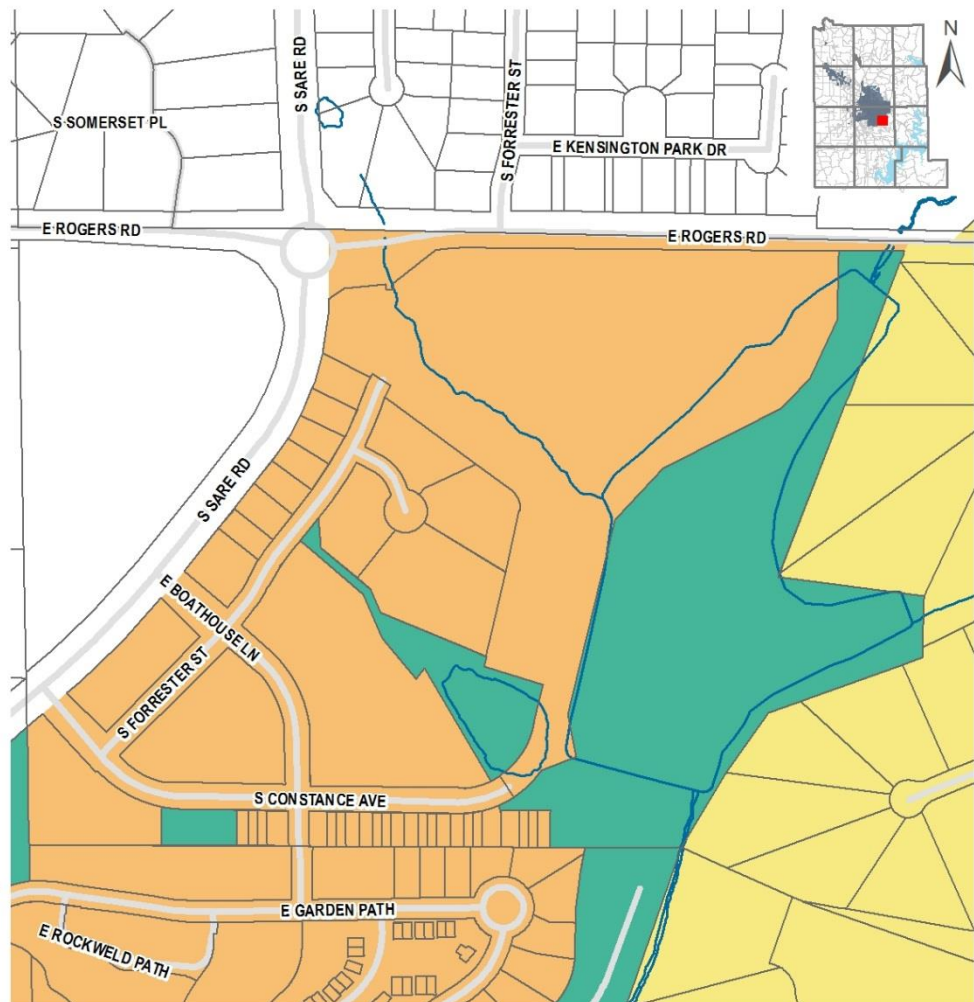 N
S SARE RD
S FORRESTER ST
S SOMERSET PL
E KENSINGTON PARK DR
E ROGERS RD
E ROGERS RD
S SARE RD
E BOATHOUSE LN
S FORRESTER ST
S CONSTANCE AVE
E GARDEN PATH
E ROCKWELD PATH